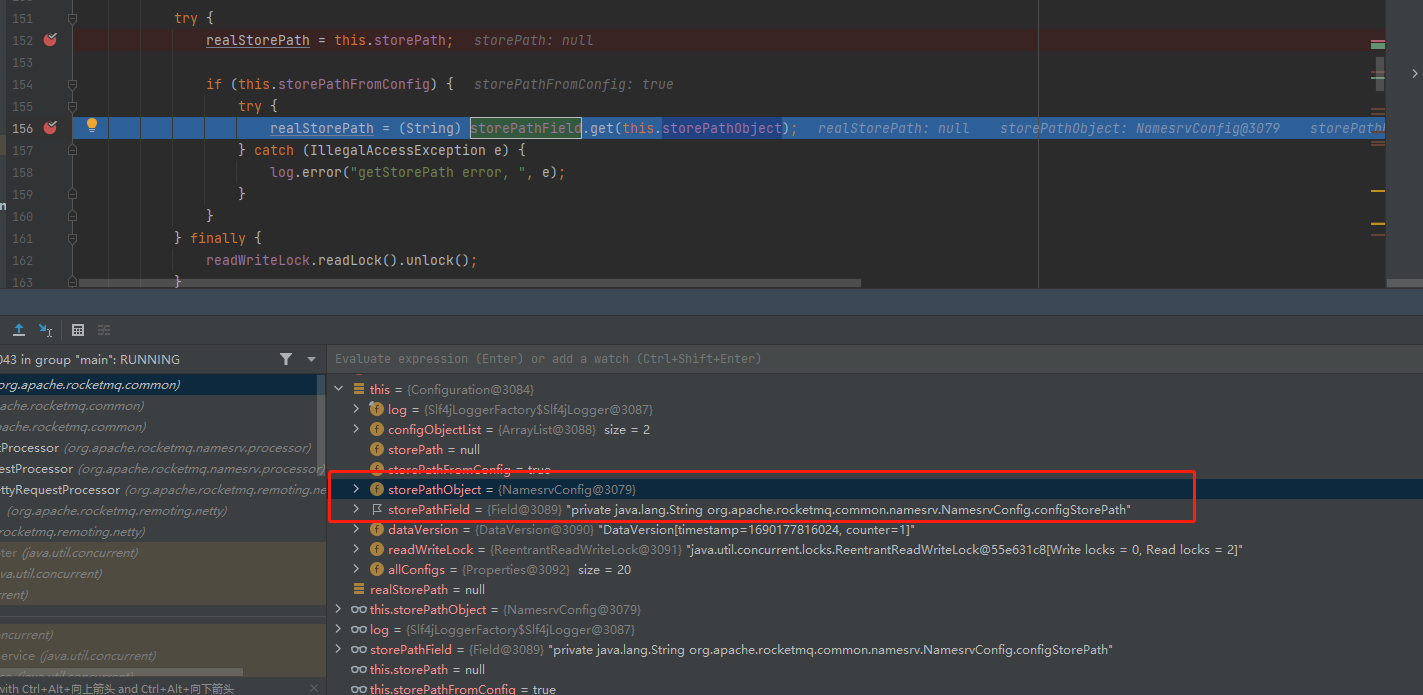 151 try {
152 realStorePath = this.storePath; storePath: null
153
154 if (this.storePathFromConfig) { storePathFromConfig: true
155 try {
156 realStorePath = (String) storePathField.get(this.storePathObject); realStorePath: null storePathObject: NamesrvConfig@3079
157 } catch (IllegalAccessException e) {
158 log.error("getStorePath error, ", e);
159 }
160 }
161 } finally {
162 readWriteLock.readLock().unlock();
163 }
043 in group "main": RUNNING
org.apache.rocketmq.common)
ache.rocketmq.common)
ache.rocketmq.common)
tProcessor (org.apache.rocketmq.namesrv.processor)
estProcessor (org.apache.rocketmq.namesrv.processor)
ettyRequestProcessor (org.apache.rocketmq.remoting.ne
(org.apache.rocketmq.remoting.netty)
rocketmq.remoting.netty)
ter (java.util.concurrent)
va.util.concurrent)
rent)
ncurrent)
ervice (java.util.concurrent)
with Ctrl+Alt+向上箭头 and Ctrl+Alt+向下箭头
Evaluate expression (Enter) or add a watch (Ctrl+Shift+Enter)
this = {Configuration@3084}
log = {Slf4jLoggerFactory$Slf4jLogger@3087}
configObjectList = {ArrayList@3088} size = 2
storePath = null
storePathFromConfig = true
storePathObject = {NamesrvConfig@3079}
storePathField = {Field@3089} "private java.lang.String org.apache.rocketmq.common.namesrv.NamesrvConfig.configStorePath"
dataVersion = {DataVersion@3090} "DataVersion[timestamp=1690177816024, counter=1]"
readWriteLock = {ReentrantReadWriteLock@3091} "java.util.concurrent.locks.ReentrantReadWriteLock@55e631c8[Write locks = 0, Read locks = 2]"
allConfigs = {Properties@3092} size = 20
realStorePath = null
this.storePathObject = {NamesrvConfig@3079}
log = {Slf4jLoggerFactory$Slf4jLogger@3087}
storePathField = {Field@3089} "private java.lang.String org.apache.rocketmq.common.namesrv.NamesrvConfig.configStorePath"
this.storePath = null
this.storePathFromConfig = true